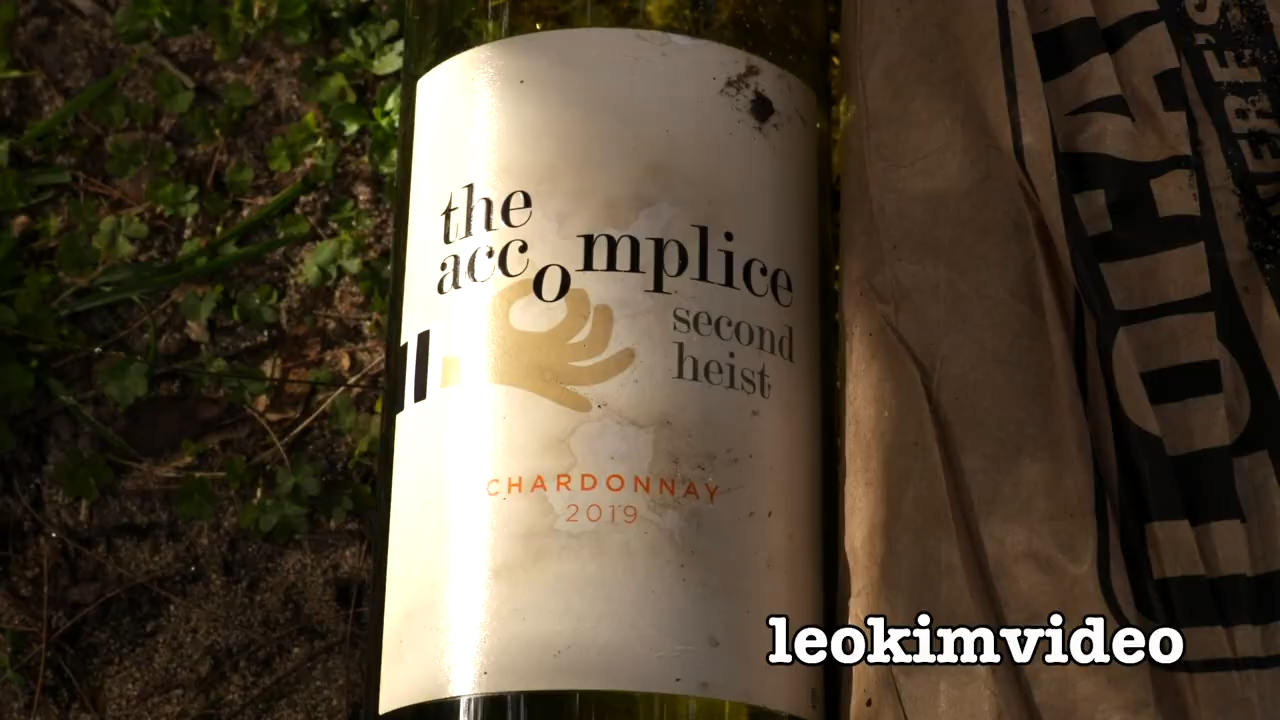 the
accomplice
second
heist
CHARDONNAY
2019
leokimvideo